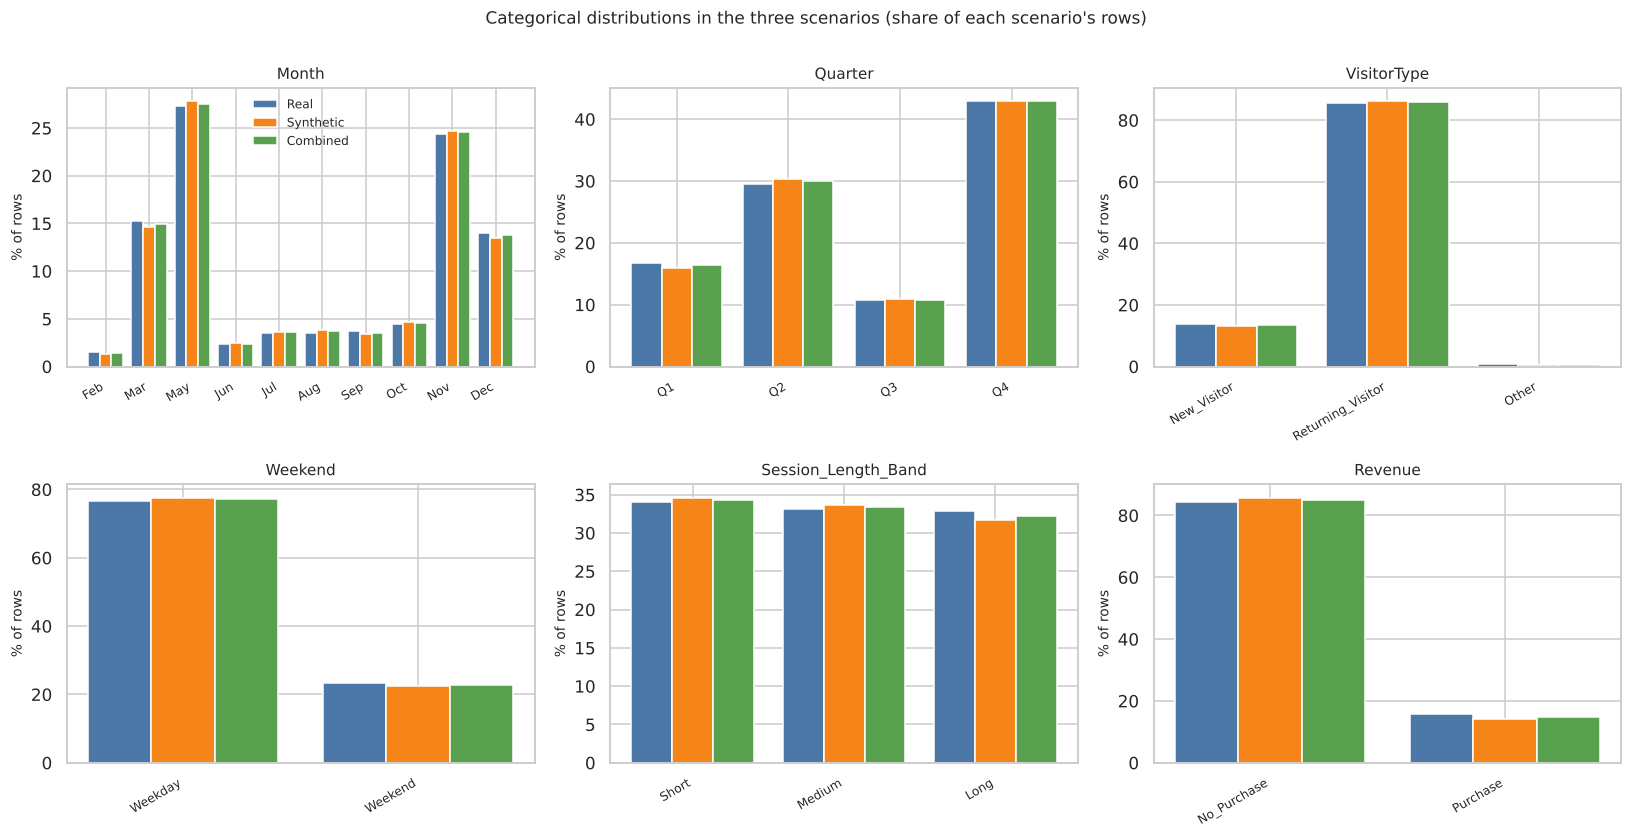 Categorical distributions in the three scenarios (share of each scenario's rows)
Month
% of rows
25
20
15
10
5
0
Real
Synthetic
Combined
Feb Mar May Jun Jul Aug Sep Oct Nov Dec
Quarter
% of rows
40
30
20
10
0
Q1 Q2 Q3 Q4
VisitorType
% of rows
80
60
40
20
0
New_Visitor Returning_Visitor Other
Weekend
% of rows
80
60
40
20
0
Weekday Weekend
Session_Length_Band
% of rows
35
30
25
20
15
10
5
0
Short Medium Long
Revenue
% of rows
80
60
40
20
0
No_Purchase Purchase